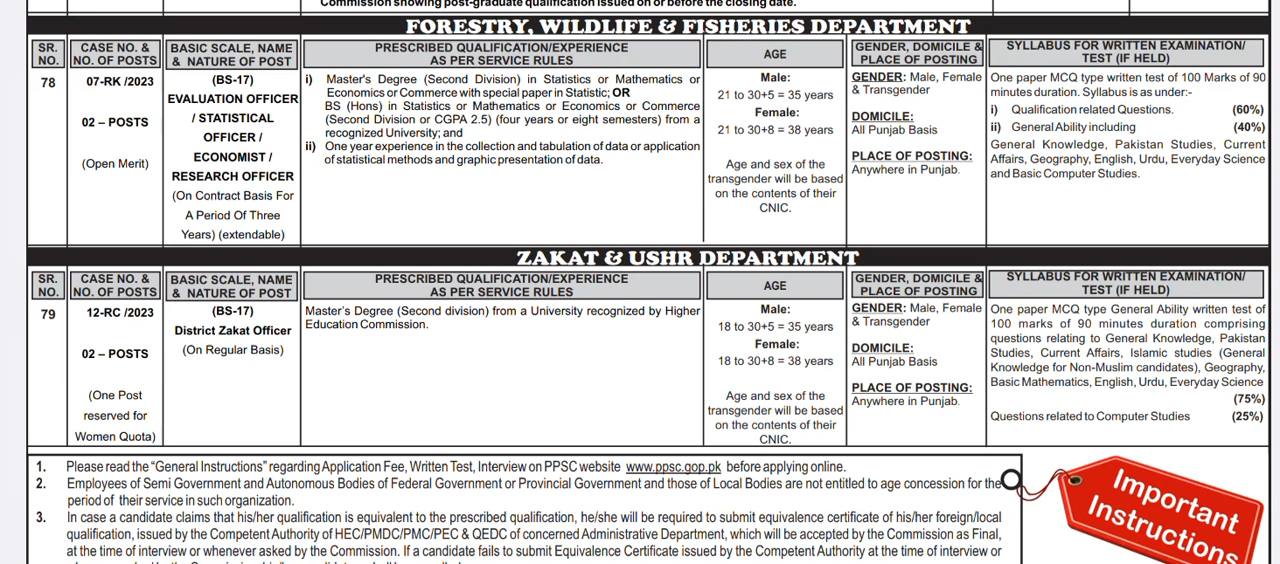 Commission showing post-graduate qualification issued on or before the closing date.
FORESTRY, WILDLIFE & FISHERIES DEPARTMENT
SR. NO.
CASE NO. & NO. OF POSTS
BASIC SCALE, NAME & NATURE OF POST
PRESCRIBED QUALIFICATION/EXPERIENCE
AS PER SERVICE RULES
AGE
GENDER, DOMICILE & PLACE OF POSTING
SYLLABUS FOR WRITTEN EXAMINATION/
TEST (IF HELD)
78
07-RK /2023
02 – POSTS
(Open Merit)
(BS-17)
EVALUATION OFFICER
/ STATISTICAL
OFFICER /
ECONOMIST /
RESEARCH OFFICER
(On Contract Basis For
A Period Of Three
Years) (extendable)
i) Master's Degree (Second Division) in Statistics or Mathematics or
Economics or Commerce with special paper in Statistic; OR
BS (Hons) in Statistics or Mathematics or Economics or Commerce
(Second Division or CGPA 2.5) (four years or eight semesters) from a
recognized University; and
ii) One year experience in the collection and tabulation of data or application
of statistical methods and graphic presentation of data.
Male:
21 to 30+5 = 35 years
Female:
21 to 30+8 = 38 years
Age and sex of the
transgender will be based
on the contents of their
CNIC.
GENDER: Male, Female
& Transgender
DOMICILE:
All Punjab Basis
PLACE OF POSTING:
Anywhere in Punjab.
One paper MCQ type written test of 100 Marks of 90
minutes duration. Syllabus is as under:-
i) Qualification related Questions. (60%)
ii) General Ability including (40%)
General Knowledge, Pakistan Studies, Current
Affairs, Geography, English, Urdu, Everyday Science
and Basic Computer Studies.
ZAKAT & USHR DEPARTMENT
SR. NO.
CASE NO. & NO. OF POSTS
BASIC SCALE, NAME & NATURE OF POST
PRESCRIBED QUALIFICATION/EXPERIENCE
AS PER SERVICE RULES
AGE
GENDER, DOMICILE & PLACE OF POSTING
SYLLABUS FOR WRITTEN EXAMINATION/
TEST (IF HELD)
79
12-RC /2023
02 – POSTS
(One Post
reserved for
Women Quota)
(BS-17)
District Zakat Officer
(On Regular Basis)
Master's Degree (Second division) from a University recognized by Higher
Education Commission.
Male:
18 to 30+5 = 35 years
Female:
18 to 30+8 = 38 years
Age and sex of the
transgender will be based
on the contents of their
CNIC.
GENDER: Male, Female
& Transgender
DOMICILE:
All Punjab Basis
PLACE OF POSTING:
Anywhere in Punjab.
One paper MCQ type General Ability written test of
100 marks of 90 minutes duration comprising
questions relating to General Knowledge, Pakistan
Studies, Current Affairs, Islamic studies (General
Knowledge for Non-Muslim candidates), Geography,
Basic Mathematics, English, Urdu, Everyday Science
(75%)
Questions related to Computer Studies (25%)
1. Please read the "General Instructions" regarding Application Fee, Written Test, Interview on PPSC website www.ppsc.gop.pk before applying online.
2. Employees of Semi Government and Autonomous Bodies of Federal Government or Provincial Government and those of Local Bodies are not entitled to age concession for the
period of their service in such organization.
3. In case a candidate claims that his/her qualification is equivalent to the prescribed qualification, he/she will be required to submit equivalence certificate of his/her foreign/local
qualification, issued by the Competent Authority of HEC/PMDC/PMC/PEC & QEDC of concerned Administrative Department, which will be accepted by the Commission as Final,
at the time of interview or whenever asked by the Commission. If a candidate fails to submit Equivalence Certificate issued by the Competent Authority at the time of interview or
Important
Instructions